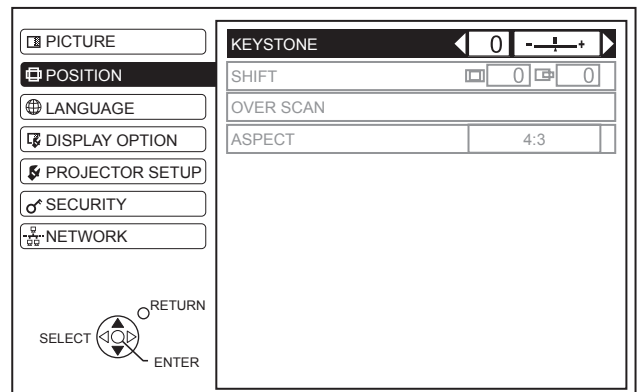 PICTURE
POSITION
LANGUAGE
DISPLAY OPTION
PROJECTOR SETUP
SECURITY
NETWORK
RETURN
SELECT
ENTER
KEYSTONE 0 - +
SHIFT 0 0
OVER SCAN
ASPECT 4:3